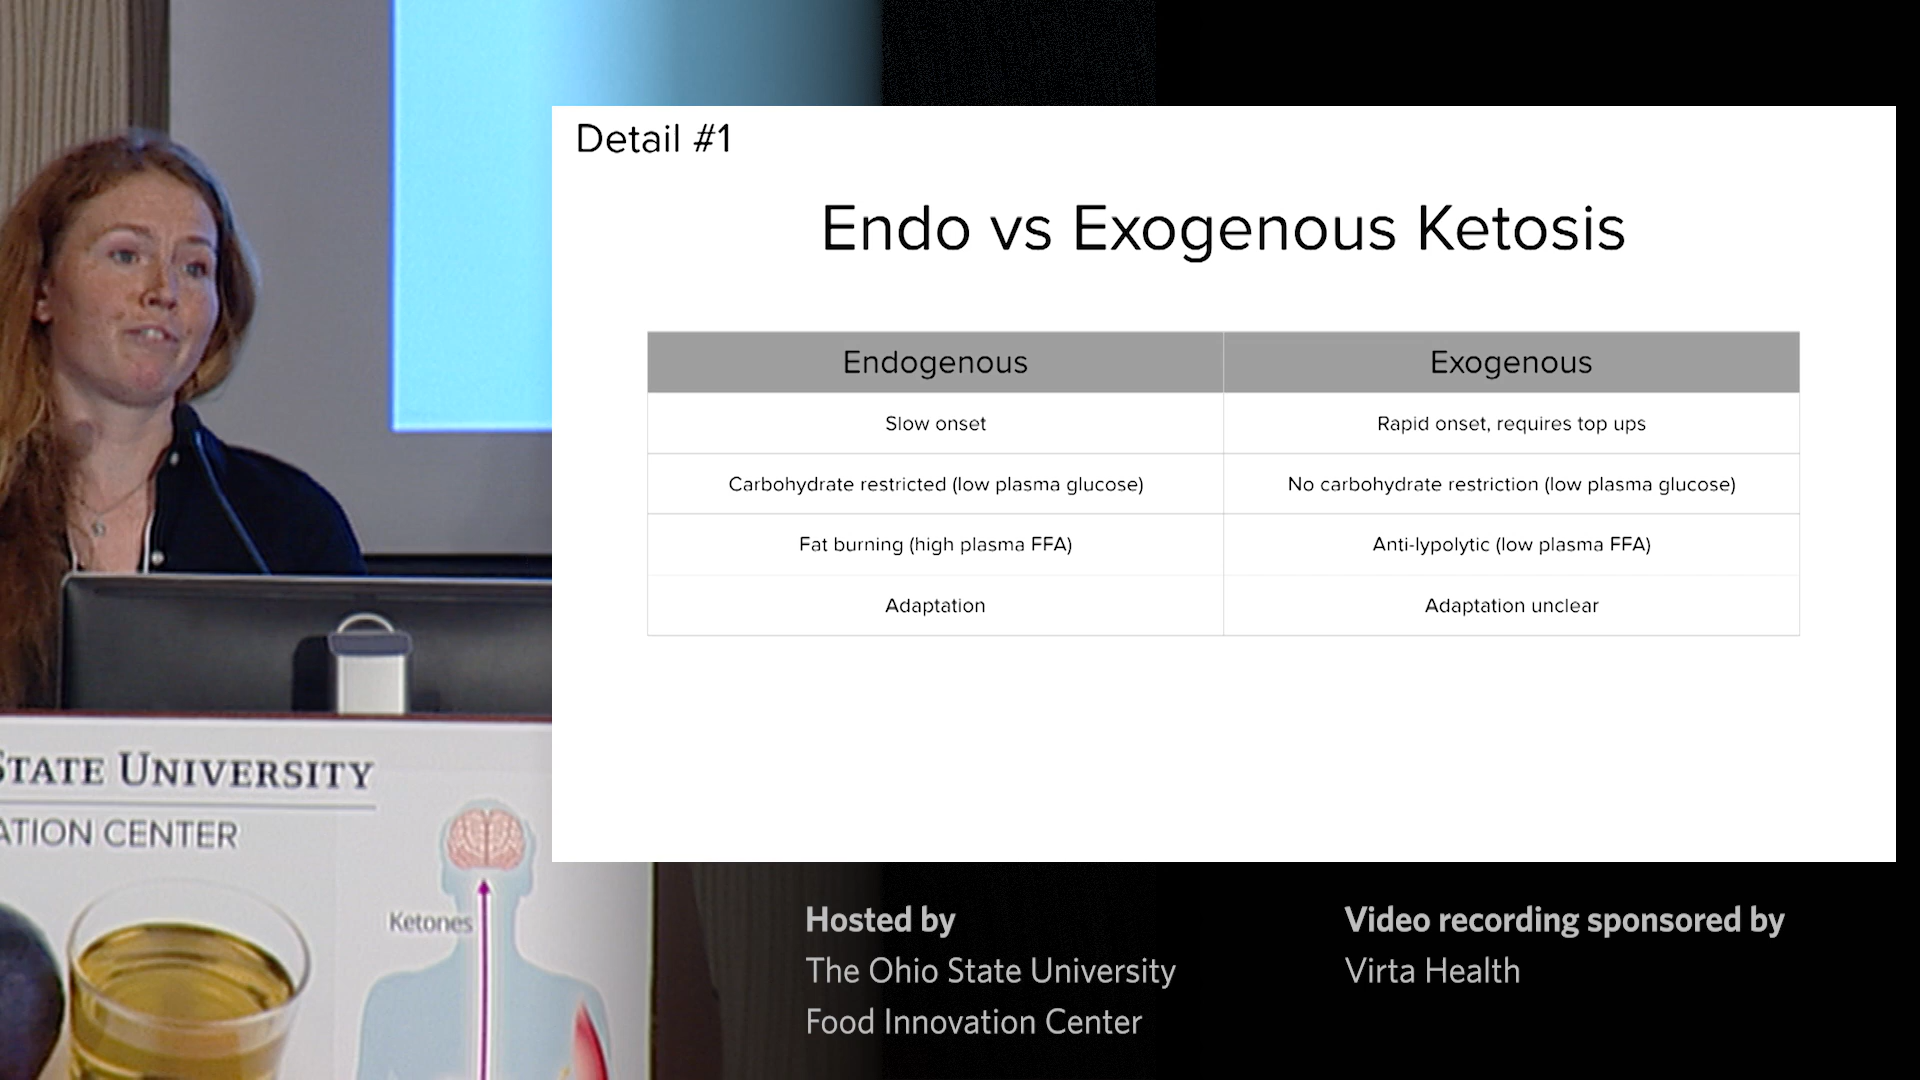 Detail #1
Endo vs Exogenous Ketosis
Endogenous
Exogenous
Slow onset
Rapid onset, requires top ups
Carbohydrate restricted (low plasma glucose)
No carbohydrate restriction (low plasma glucose)
Fat burning (high plasma FFA)
Anti-lypolytic (low plasma FFA)
Adaptation
Adaptation unclear
STATE UNIVERSITY
ATION CENTER
Ketones
Hosted by
The Ohio State University
Food Innovation Center
Video recording sponsored by
Virta Health